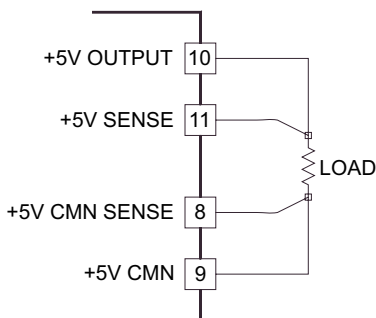 +5V OUTPUT 10
+5V SENSE 11
LOAD
+5V CMN SENSE 8
+5V CMN 9